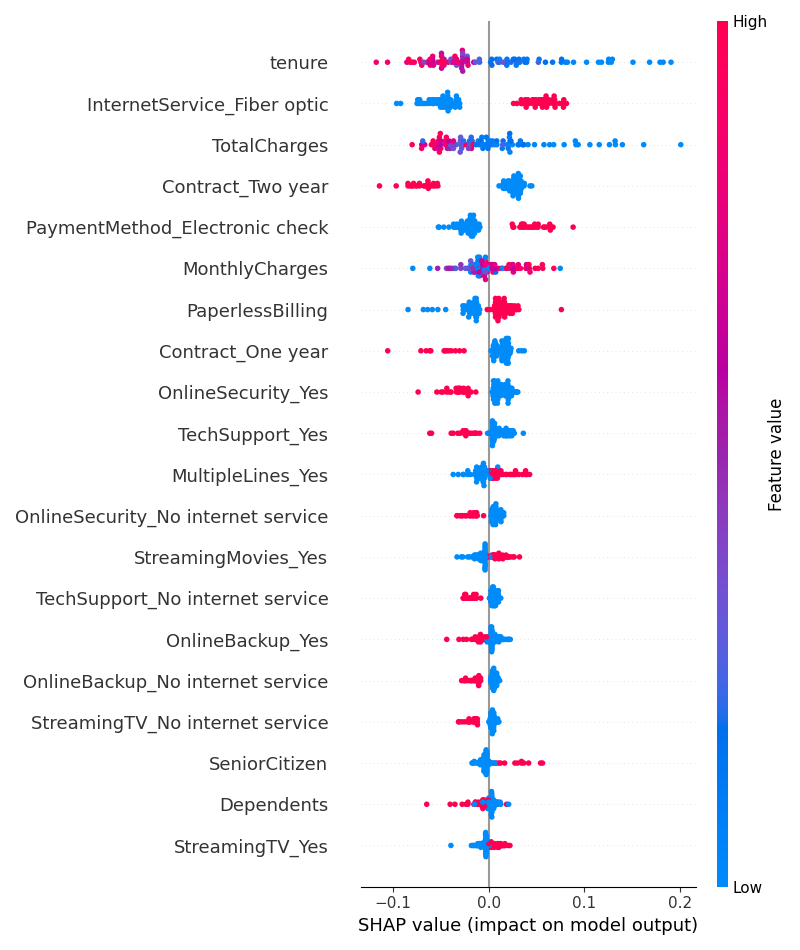 High
tenure
InternetService_Fiber optic
TotalCharges
Contract_Two year
PaymentMethod_Electronic check
MonthlyCharges
PaperlessBilling
Contract_One year
OnlineSecurity_Yes
TechSupport_Yes
MultipleLines_Yes
OnlineSecurity_No internet service
StreamingMovies_Yes
TechSupport_No internet service
OnlineBackup_Yes
OnlineBackup_No internet service
StreamingTV_No internet service
SeniorCitizen
Dependents
StreamingTV_Yes
Feature value
Low
−0.1 0.0 0.1 0.2
SHAP value (impact on model output)